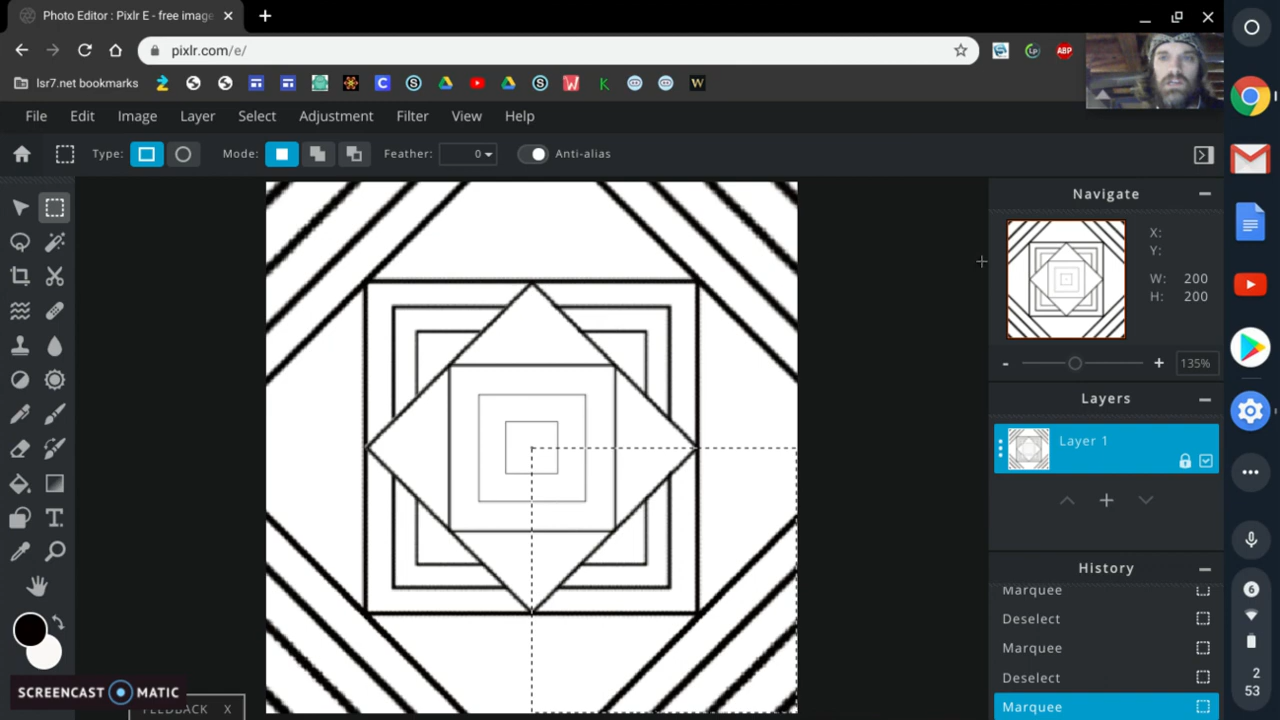 Photo Editor : Pixlr E - free imag
pixlr.com/e/
ABP
lsr7.net bookmarks
Z
C
S
S
W
K
W
File Edit Image Layer Select Adjustment Filter View Help
Type: Mode: Feather: 0 Anti-alias
Navigate
X:
Y:
W: 200
H: 200
135%
Layers
Layer 1
T
History
Marquee
Deselect
Marquee
Deselect
Marquee
6
2
53
SCREENCAST MATIC
FEEDBACK X